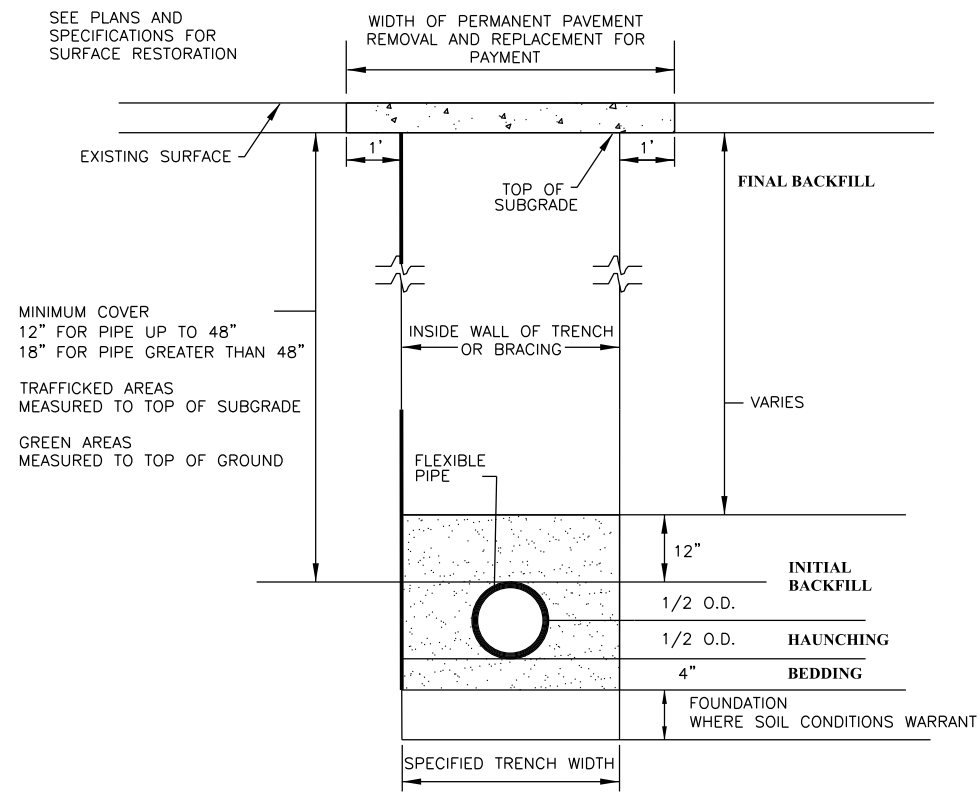 SEE PLANS AND
SPECIFICATIONS FOR
SURFACE RESTORATION
WIDTH OF PERMANENT PAVEMENT
REMOVAL AND REPLACEMENT FOR
PAYMENT
EXISTING SURFACE
1'
1'
TOP OF
SUBGRADE
FINAL BACKFILL
MINIMUM COVER
12" FOR PIPE UP TO 48"
18" FOR PIPE GREATER THAN 48"
TRAFFICKED AREAS
MEASURED TO TOP OF SUBGRADE
GREEN AREAS
MEASURED TO TOP OF GROUND
INSIDE WALL OF TRENCH
OR BRACING
VARIES
FLEXIBLE
PIPE
12"
INITIAL
BACKFILL
1/2 O.D.
1/2 O.D.
HAUNCHING
4"
BEDDING
FOUNDATION
WHERE SOIL CONDITIONS WARRANT
SPECIFIED TRENCH WIDTH